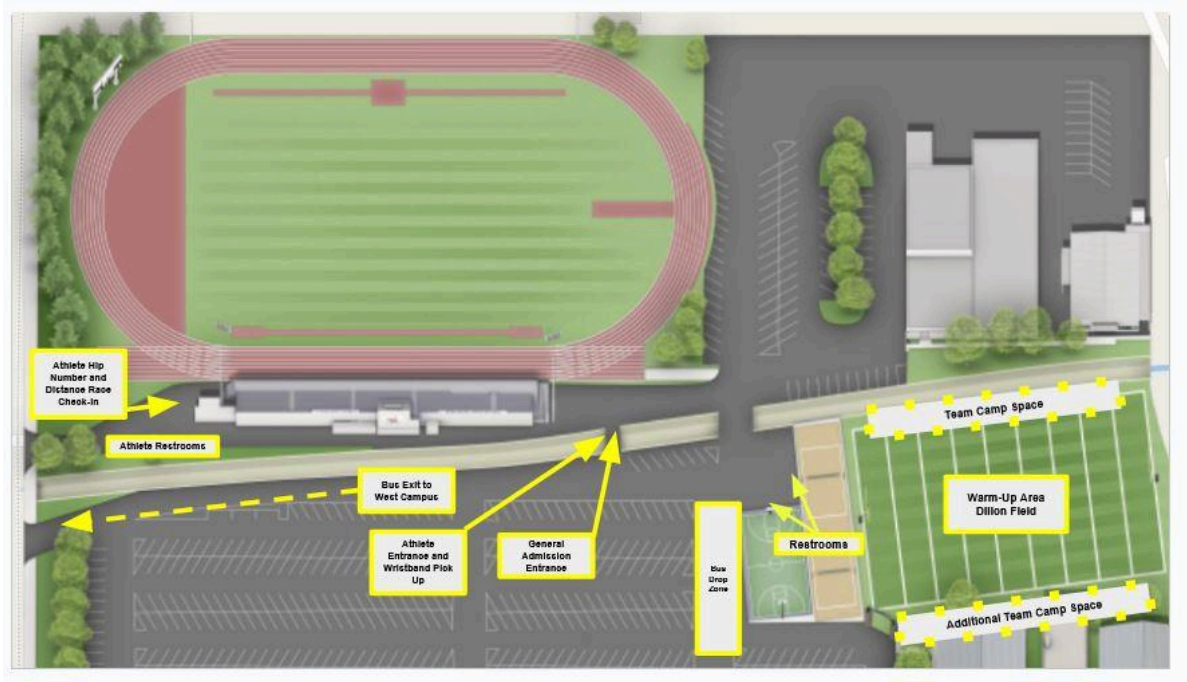 Athlete Hip
Number and
Distance Race
Check-in
Athlete Restrooms
Bus Exit to
West Campus
Athlete
Entrance and
Wristband Pick
Up
General
Admission
Entrance
Bus
Drop
Zone
Restrooms
Team Camp Space
Warm-Up Area
Dillon Field
Additional Team Camp Space